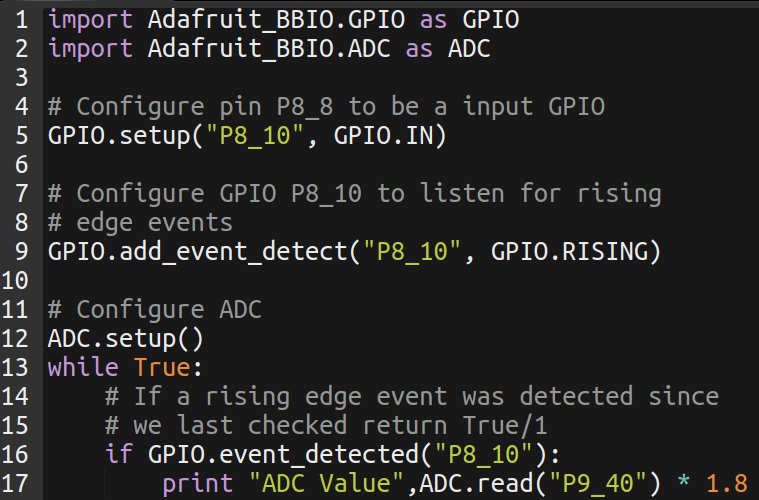 1 import Adafruit_BBIO.GPIO as GPIO
2 import Adafruit_BBIO.ADC as ADC
3
4 # Configure pin P8_8 to be a input GPIO
5 GPIO.setup("P8_10", GPIO.IN)
6
7 # Configure GPIO P8_10 to listen for rising
8 # edge events
9 GPIO.add_event_detect("P8_10", GPIO.RISING)
10
11 # Configure ADC
12 ADC.setup()
13 while True:
14     # If a rising edge event was detected since
15     # we last checked return True/1
16     if GPIO.event_detected("P8_10"):
17         print "ADC Value",ADC.read("P9_40") * 1.8